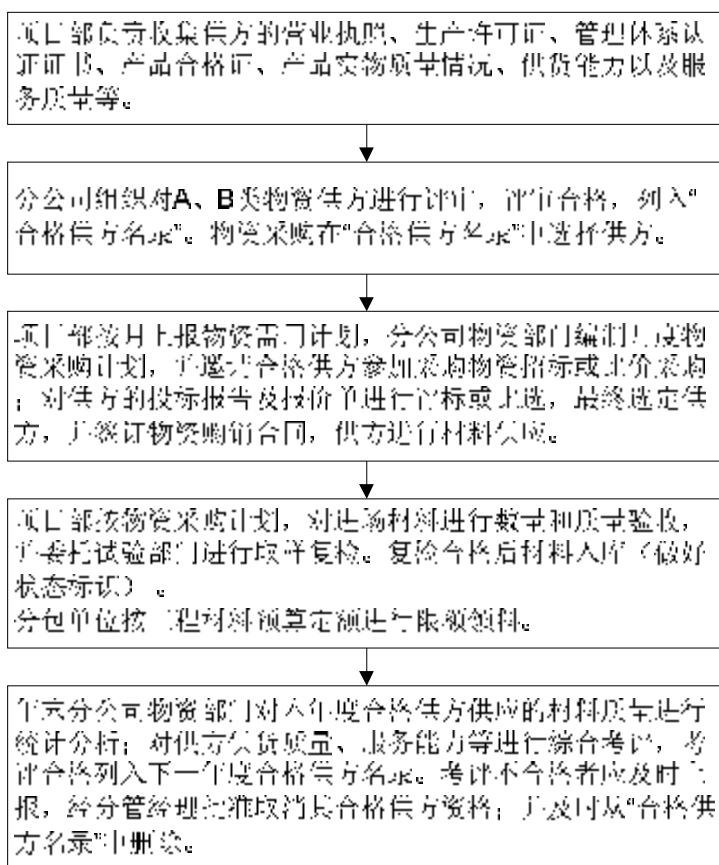 项目部负责收集供方的营业执照、生产许可证、管理体系认
证证书、产品合格证、产品实物质量情况、供货能力以及服
务质量等。
分公司组织对A、B类物资供方进行评审，评审合格，列入“
合格供方名录”。物资采购在“合格供方名录”中选择供方。
项目部按月上报物资需用计划，分公司物资部门编制月度物
资采购计划，并邀请合格供方参加采购物资招标或比价采购
；对供方的投标报告及报价单进行评标或比选，最终选定供
方，并签订物资购销合同，供方进行材料供应。
项目部按物资采购计划，对进场材料进行数量和质量验收，
并委托试验部门进行取样复检。复检合格后材料入库（做好
状态标识）。
分包单位按工程材料预算定额进行限额领料。
年末分公司物资部门对本年度合格供方供应的材料质量进行
统计分析；对供方供货质量、服务能力等进行综合考评，考
评合格列入下一年度合格供方名录。考评不合格者应及时上
报，经分管经理批准取消其合格供方资格；并及时从“合格供
方名录”中删除。